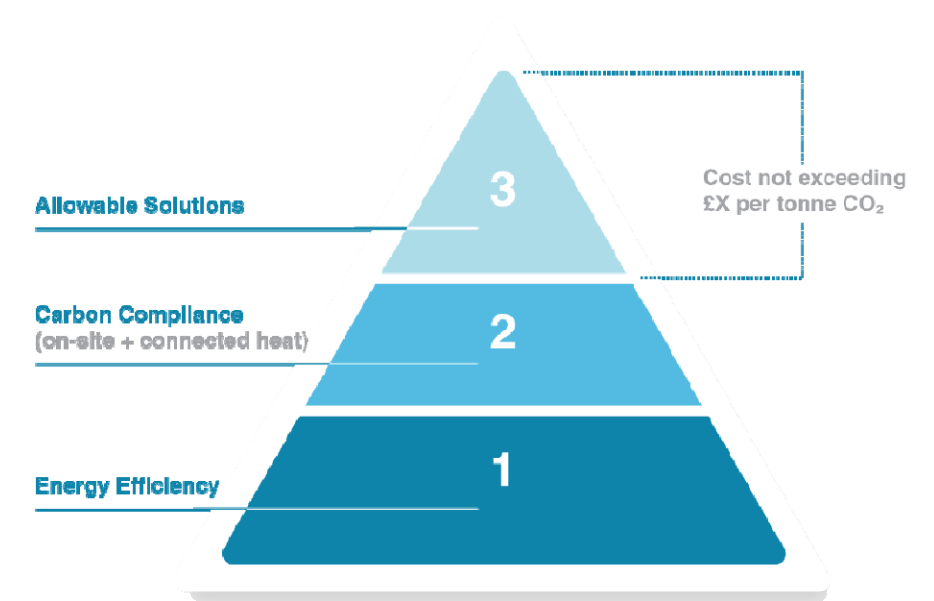 3
Cost not exceeding
£X per tonne CO₂
Allowable Solutions
Carbon Compliance
(on-site + connected heat)
2
1
Energy Efficiency